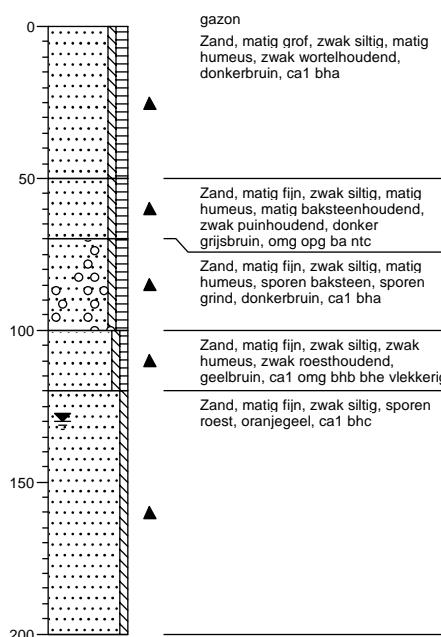 0
gazon
Zand, matig grof, zwak siltig, matig
humeus, zwak wortelhoudend,
donkerbruin, ca1 bha
50
Zand, matig fijn, zwak siltig, matig
humeus, matig baksteenhoudend,
zwak puinhoudend, donker
grijsbruin, omg opg ba ntc
Zand, matig fijn, zwak siltig, matig
humeus, sporen baksteen, sporen
grind, donkerbruin, ca1 bha
100
Zand, matig fijn, zwak siltig, zwak
humeus, zwak roesthoudend,
geelbruin, ca1 omg bhb bhe vlekkerig
Zand, matig fijn, zwak siltig, sporen
roest, oranjegeel, ca1 bhc
150
200